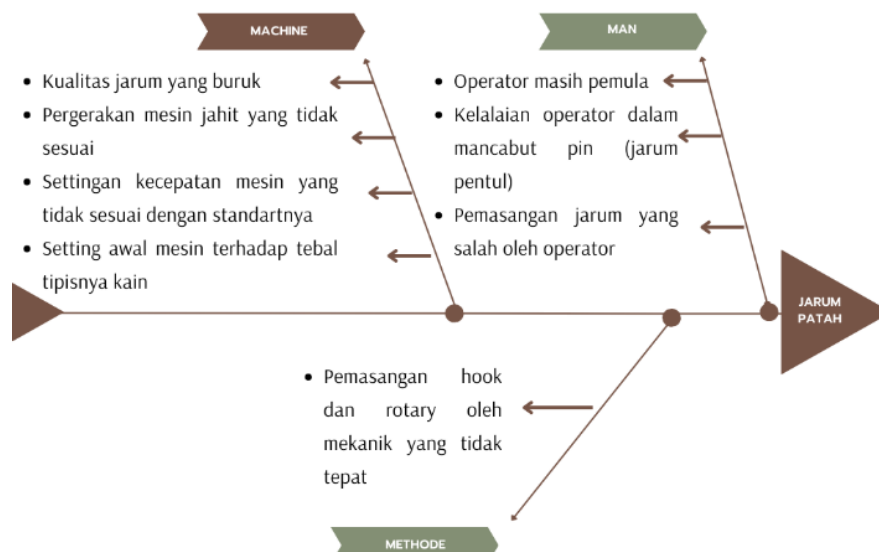 MACHINE
MAN
• Kualitas jarum yang buruk
• Pergerakan mesin jahit yang tidak
sesuai
• Settingan kecepatan mesin yang
tidak sesuai dengan standartnya
• Setting awal mesin terhadap tebal
tipisnya kain
• Operator masih pemula
• Kelalaian operator dalam
mancabut pin (jarum
pentul)
• Pemasangan jarum yang
salah oleh operator
JARUM
PATAH
• Pemasangan hook
dan rotary oleh
mekanik yang tidak
tepat
METHODE